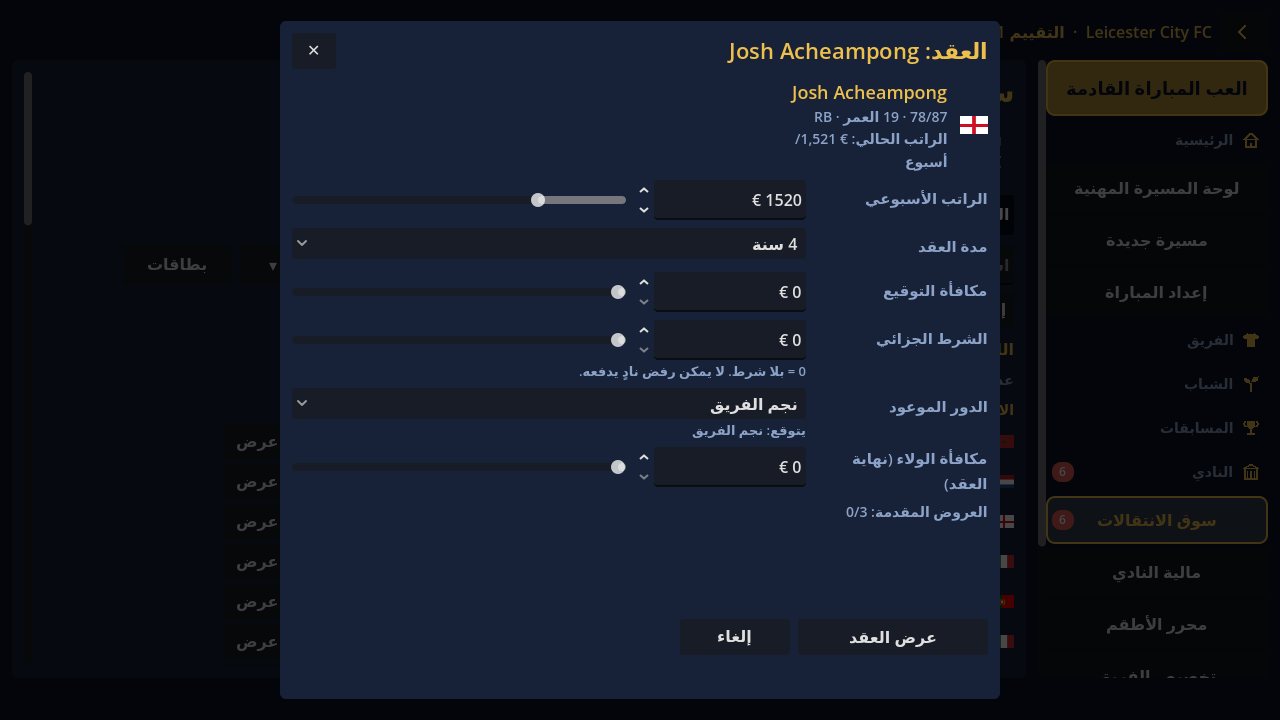 Leicester City FC · التقييم
العقد: Josh Acheampong
✕
Josh Acheampong
RB · العمر 19 · 78/87
الراتب الحالي: € 1,521/
أسبوع
الراتب الأسبوعي
€ 1520
مدة العقد
4 سنة
مكافأة التوقيع
€ 0
الشرط الجزائي
€ 0
0 = بلا شرط. لا يمكن رفض نادٍ يدفعه.
الدور الموعود
نجم الفريق
يتوقع: نجم الفريق
مكافأة الولاء (نهاية
العقد)
€ 0
العروض المقدمة: 0/3
عرض العقد
إلغاء
العب المباراة القادمة
الرئيسية
لوحة المسيرة المهنية
مسيرة جديدة
إعداد المباراة
الفريق
الشباب
المسابقات
النادي
6
سوق الانتقالات
6
مالية النادي
محرر الأطقم
بطاقات
عرض
عرض
عرض
عرض
عرض
عرض